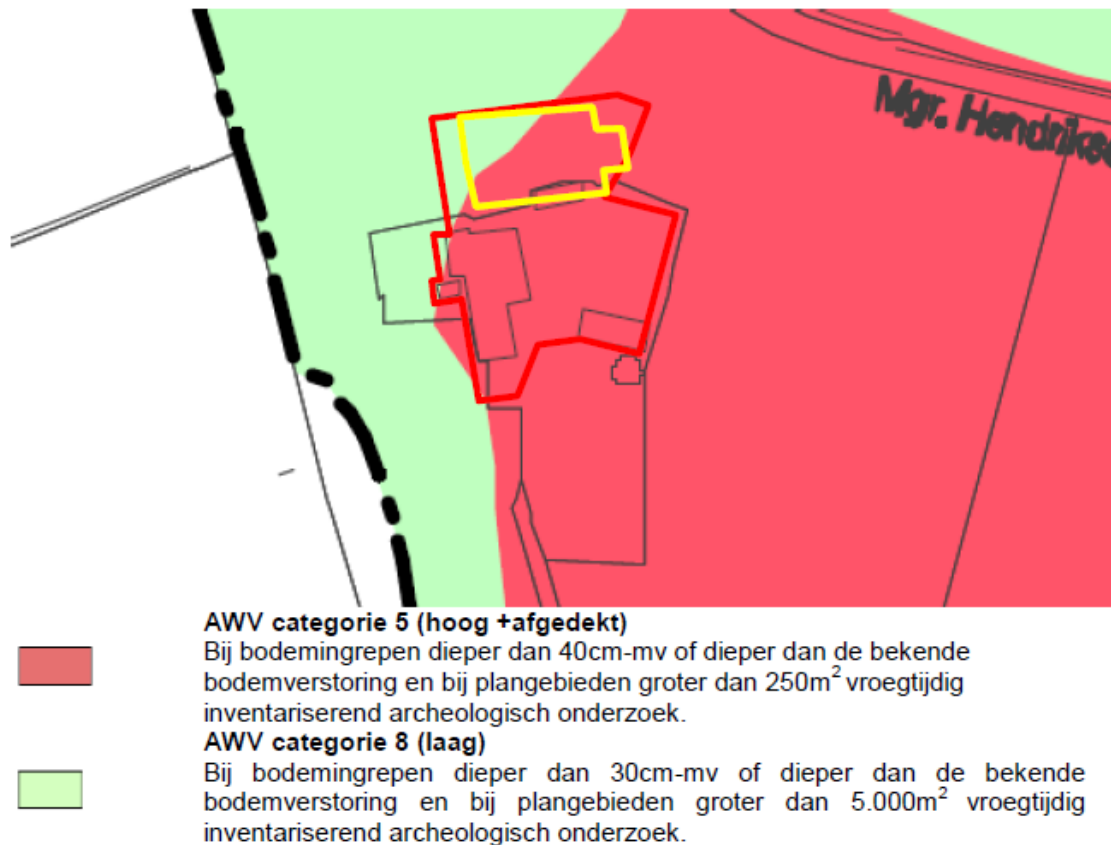 Mgr. Hendrikse
AWV categorie 5 (hoog +afgedekt)
Bij bodemingrepen dieper dan 40cm-mv of dieper dan de bekende
bodemverstoring en bij plangebieden groter dan 250m² vroegtijdig
inventariserend archeologisch onderzoek.
AWV categorie 8 (laag)
Bij bodemingrepen dieper dan 30cm-mv of dieper dan de bekende
bodemverstoring en bij plangebieden groter dan 5.000m² vroegtijdig
inventariserend archeologisch onderzoek.